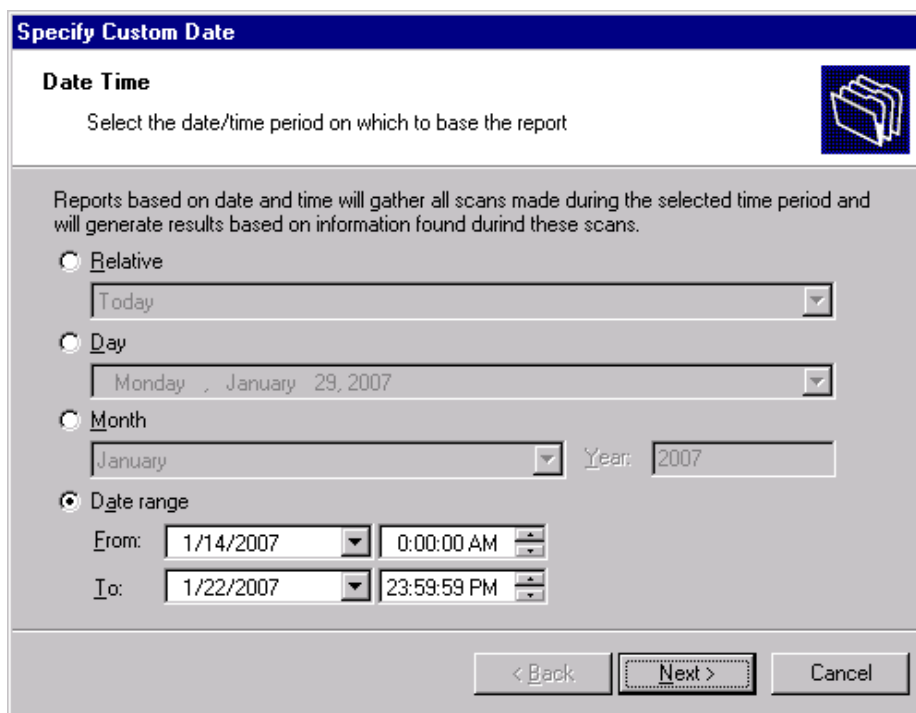 Specify Custom Date
Date Time
Select the date/time period on which to base the report
Reports based on date and time will gather all scans made during the selected time period and
will generate results based on information found durind these scans.
Relative
Today
Day
Monday , January 29, 2007
Month
January Year: 2007
Date range
From: 1/14/2007 0:00:00 AM
To: 1/22/2007 23:59:59 PM
< Back Next > Cancel